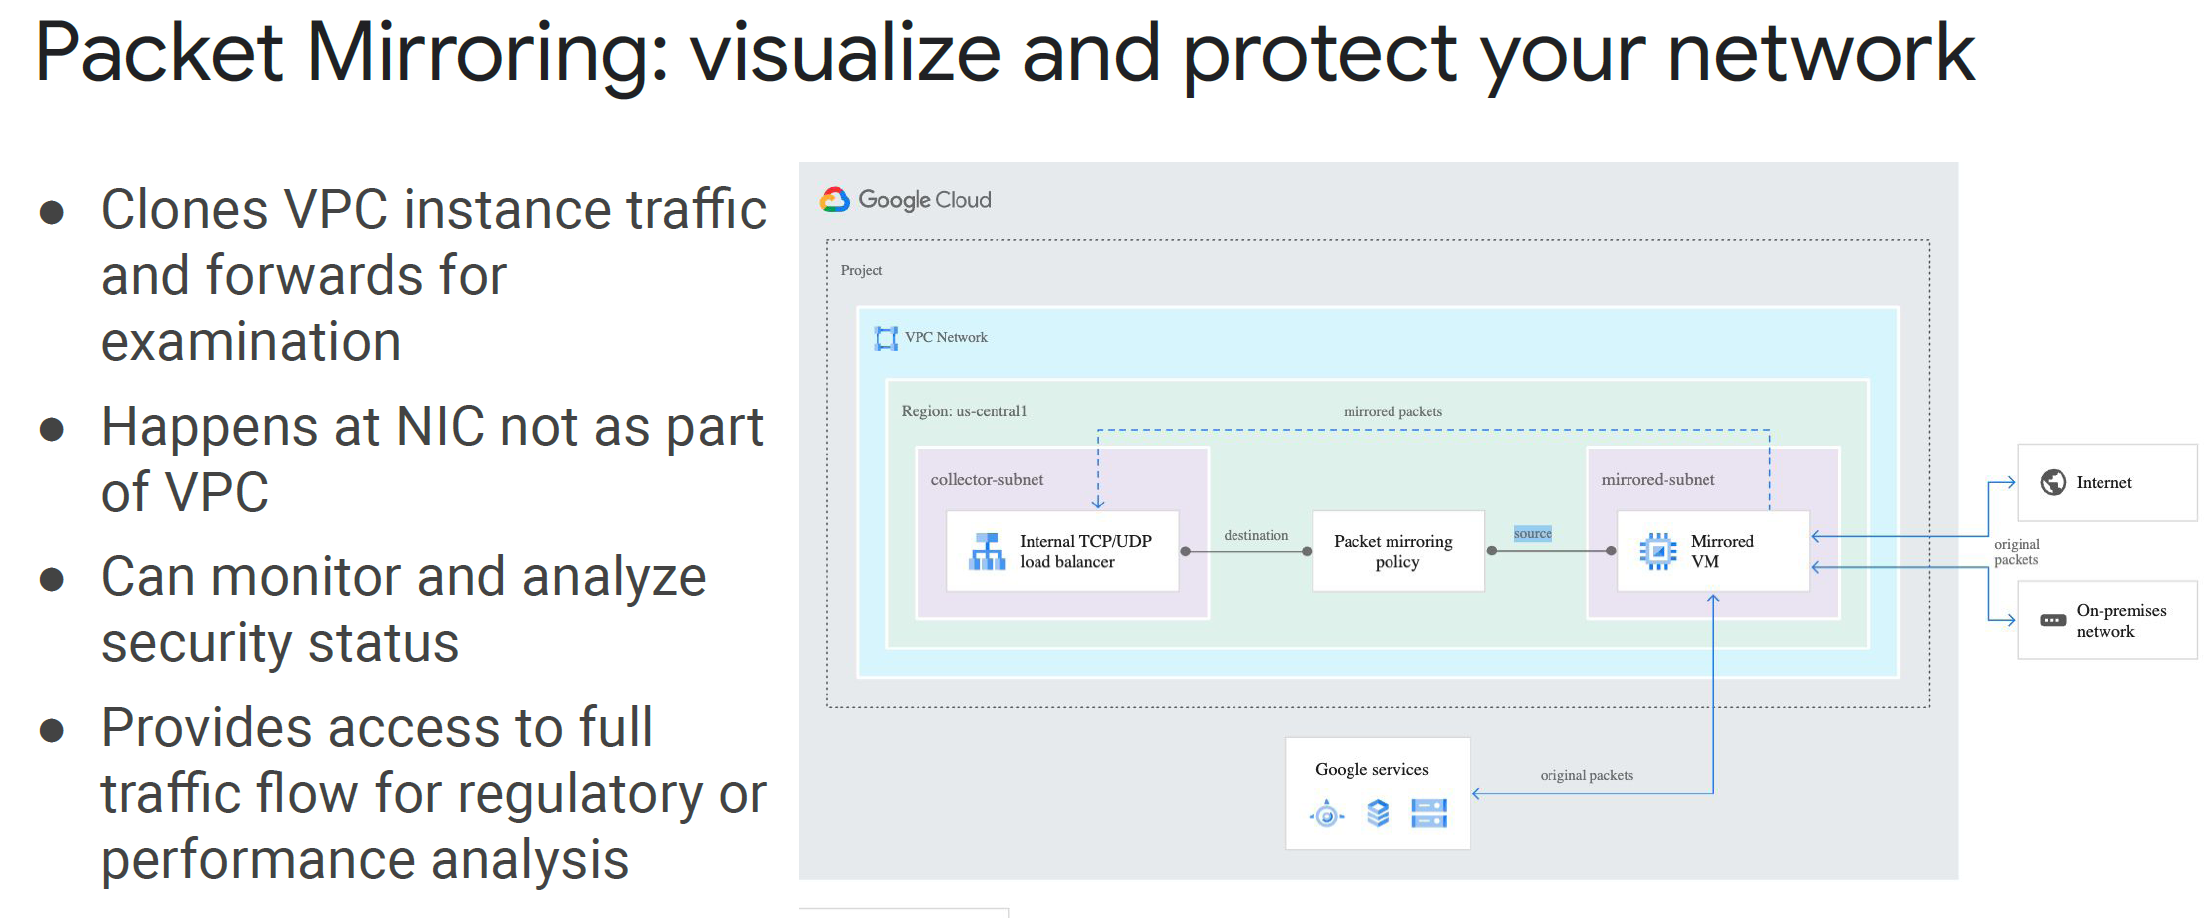 Packet Mirroring: visualize and protect your network
● Clones VPC instance traffic
and forwards for
examination
● Happens at NIC not as part
of VPC
● Can monitor and analyze
security status
● Provides access to full
traffic flow for regulatory or
performance analysis
Google Cloud
Project
VPC Network
Region: us-central1
mirrored packets
collector-subnet
mirrored-subnet
Internal TCP/UDP
load balancer
destination
Packet mirroring
policy
source
Mirrored
VM
Internet
original
packets
On-premises
network
Google services
original packets